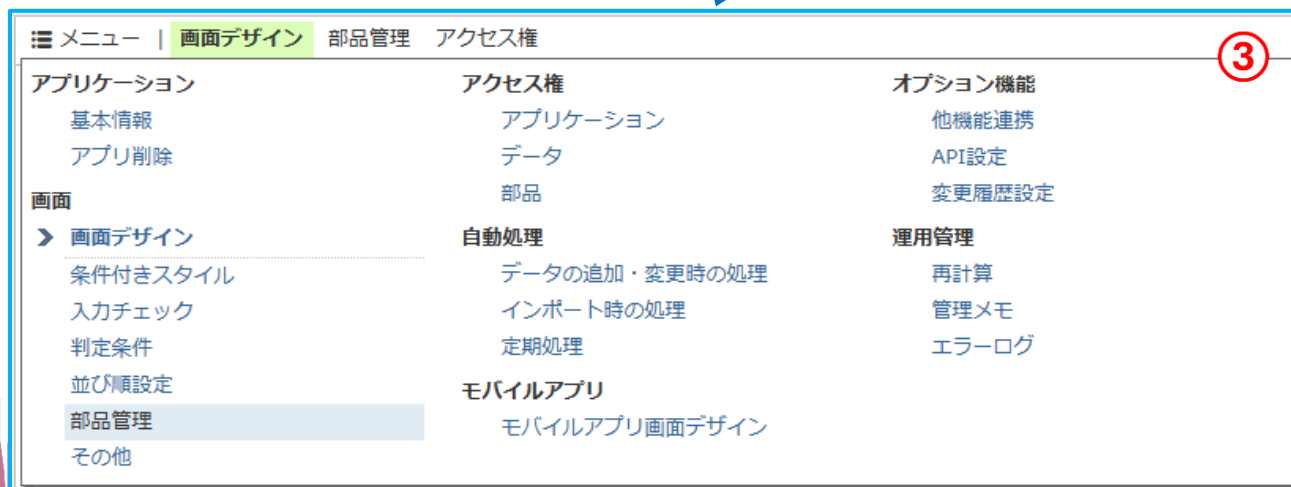 メニュー | 画面デザイン 部品管理 アクセス権
③
アプリケーション
基本情報
アプリ削除
画面
画面デザイン
条件付きスタイル
入力チェック
判定条件
並び順設定
部品管理
その他
アクセス権
アプリケーション
データ
部品
自動処理
データの追加・変更時の処理
インポート時の処理
定期処理
モバイルアプリ
モバイルアプリ画面デザイン
オプション機能
他機能連携
API設定
変更履歴設定
運用管理
再計算
管理メモ
エラーログ